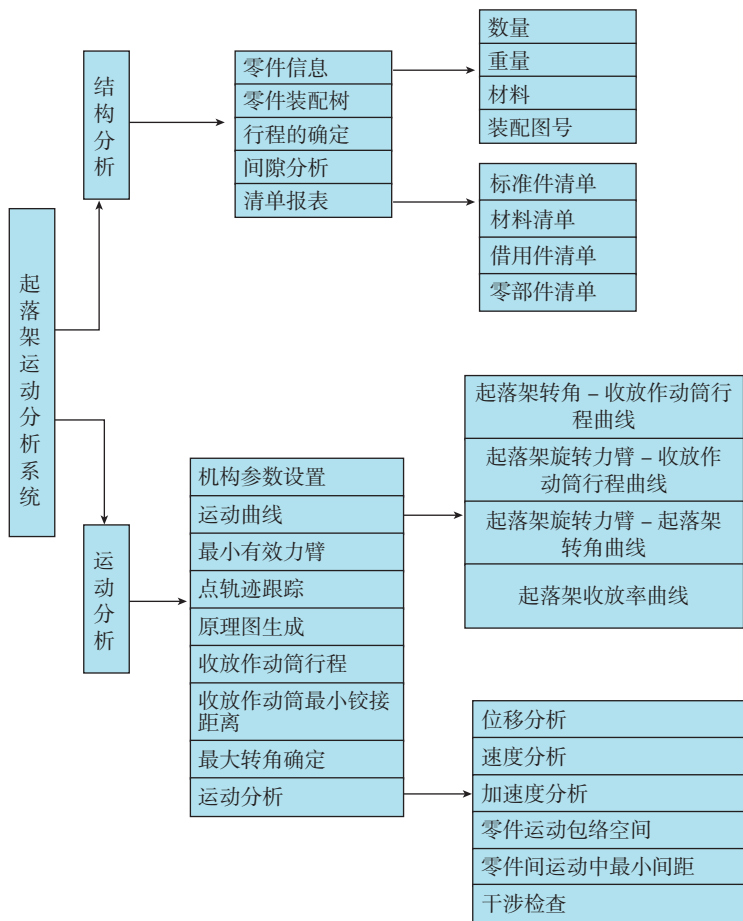 起落架运动分析系统
结构分析
零件信息
零件装配树
行程的确定
间隙分析
清单报表
数量
重量
材料
装配图号
标准件清单
材料清单
借用件清单
零部件清单
运动分析
机构参数设置
运动曲线
最小有效力臂
点轨迹跟踪
原理图生成
收放作动筒行程
收放作动筒最小铰接
距离
最大转角确定
运动分析
起落架转角 – 收放作动筒行
程曲线
起落架旋转力臂 – 收放作
动筒行程曲线
起落架旋转力臂 – 起落架
转角曲线
起落架收放率曲线
位移分析
速度分析
加速度分析
零件运动包络空间
零件间运动中最小间距
干涉检查